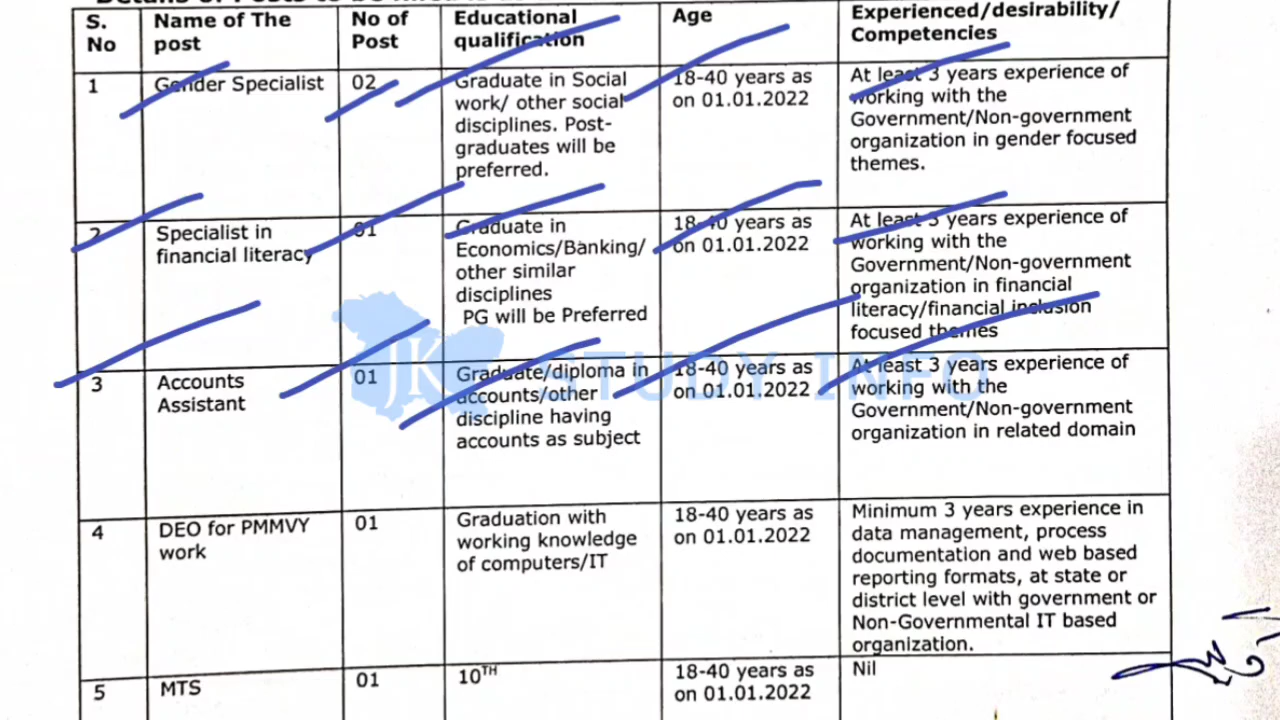 S. No
Name of The post
No of Post
Educational qualification
Age
Experienced/desirability/
Competencies
1
Gender Specialist
02
Graduate in Social
work/ other social
disciplines. Post-
graduates will be
preferred.
18-40 years as
on 01.01.2022
At least 3 years experience of
working with the
Government/Non-government
organization in gender focused
themes.
2
Specialist in
financial literacy
01
Graduate in
Economics/Banking/
other similar
disciplines
PG will be Preferred
18-40 years as
on 01.01.2022
At least 3 years experience of
working with the
Government/Non-government
organization in financial
literacy/financial inclusion
focused themes
3
Accounts
Assistant
01
Graduate/diploma in
accounts/other
discipline having
accounts as subject
18-40 years as
on 01.01.2022
At least 3 years experience of
working with the
Government/Non-government
organization in related domain
JK STUDY INFO
4
DEO for PMMVY
work
01
Graduation with
working knowledge
of computers/IT
18-40 years as
on 01.01.2022
Minimum 3 years experience in
data management, process
documentation and web based
reporting formats, at state or
district level with government or
Non-Governmental IT based
organization.
5
MTS
01
10TH
18-40 years as
on 01.01.2022
Nil